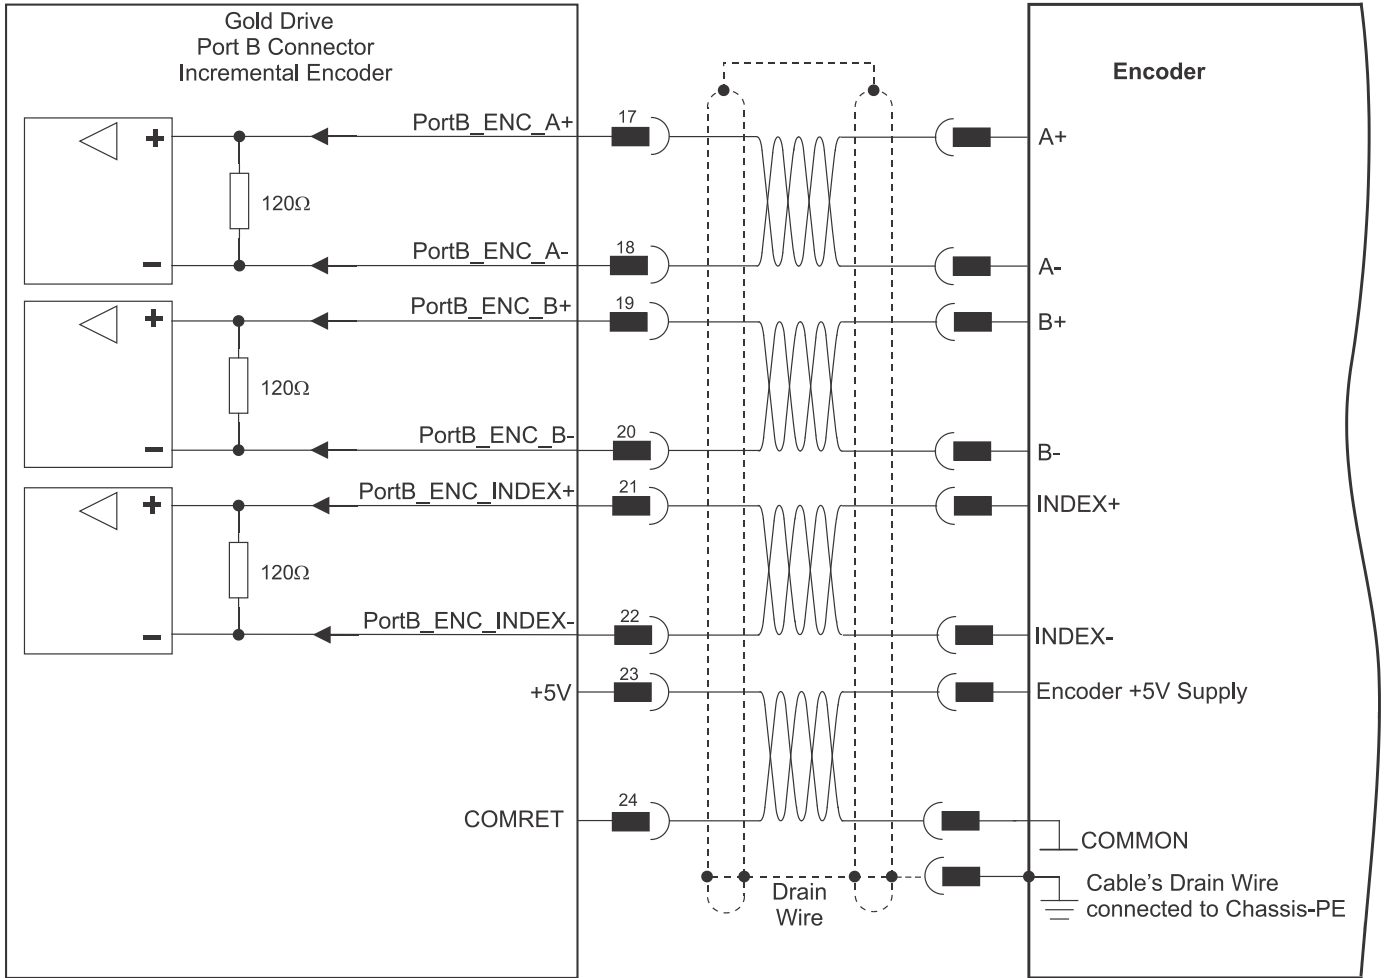 Gold Drive
Port B Connector
Incremental Encoder
Encoder
PortB_ENC_A+
17
A+
+
120Ω
PortB_ENC_A-
18
A-
−
PortB_ENC_B+
19
B+
+
120Ω
PortB_ENC_B-
20
B-
−
PortB_ENC_INDEX+
21
INDEX+
+
120Ω
PortB_ENC_INDEX-
22
INDEX-
−
+5V
23
Encoder +5V Supply
COMRET
24
COMMON
Drain
Wire
Cable's Drain Wire
connected to Chassis-PE